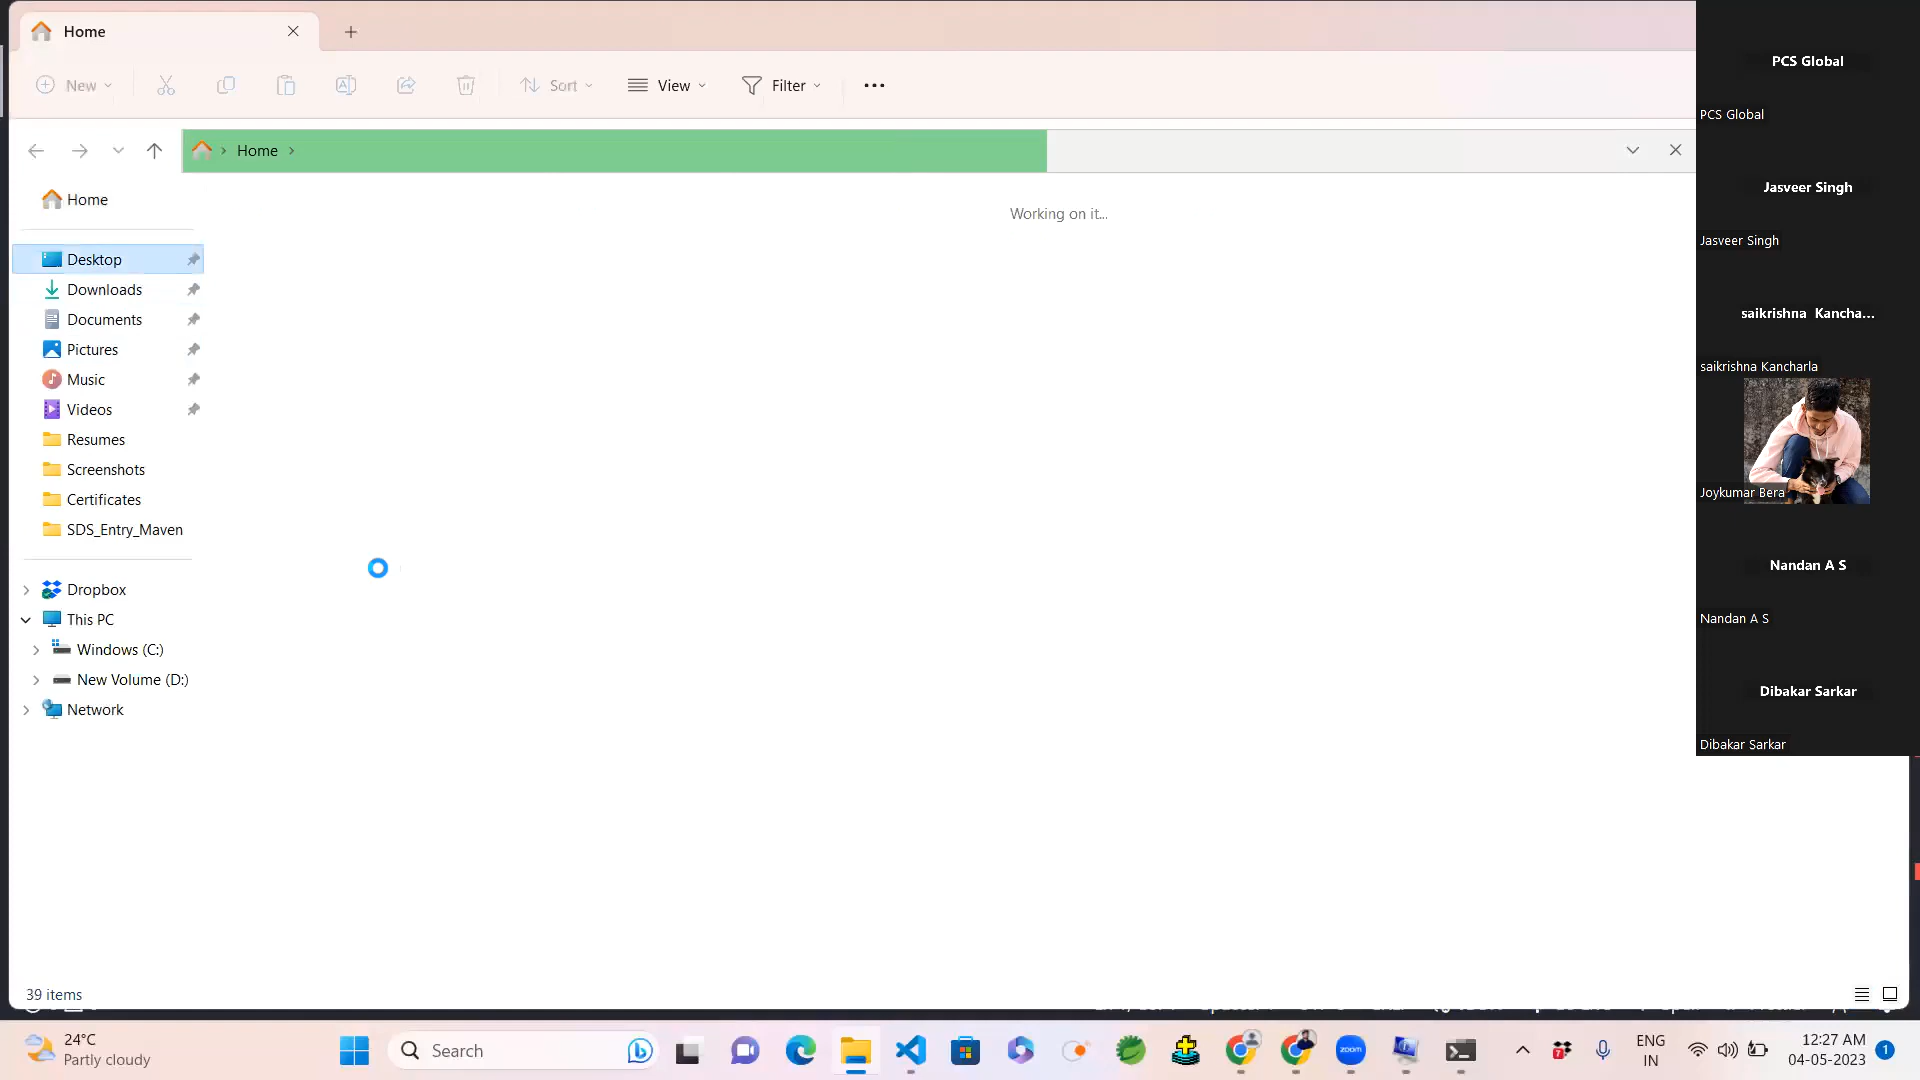 Home
New
Sort
View
Filter
Home
Working on it...
Home
Desktop
Downloads
Documents
Pictures
Music
Videos
Resumes
Screenshots
Certificates
SDS_Entry_Maven
Dropbox
This PC
Windows (C:)
New Volume (D:)
Network
39 items
PCS Global
PCS Global
Jasveer Singh
Jasveer Singh
saikrishna Kancha...
saikrishna Kancharla
Joykumar Bera
Nandan A S
Nandan A S
Dibakar Sarkar
Dibakar Sarkar
24°C
Partly cloudy
Search
zoom
7
ENG
IN
12:27 AM
04-05-2023
1